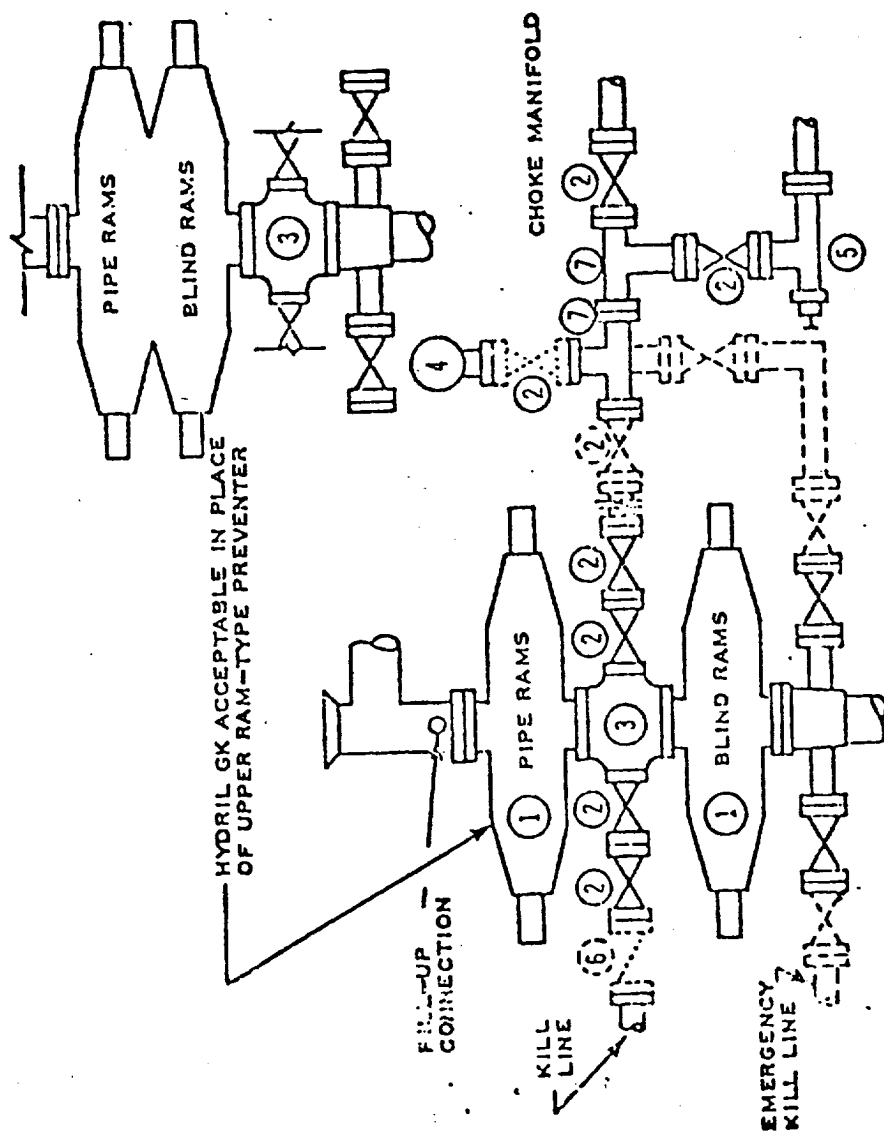 HYDRIL GK ACCEPTABLE IN PLACE
OF UPPER RAM-TYPE PREVENTER
PIPE RAMS
BLIND RAMS
3
FILL-UP
CONNECTION
1
PIPE RAMS
KILL
LINE
6
2
2
3
2
2
2
4
2
7
7
2
CHOKE MANIFOLD
2
5
1
BLIND RAMS
EMERGENCY
KILL LINE